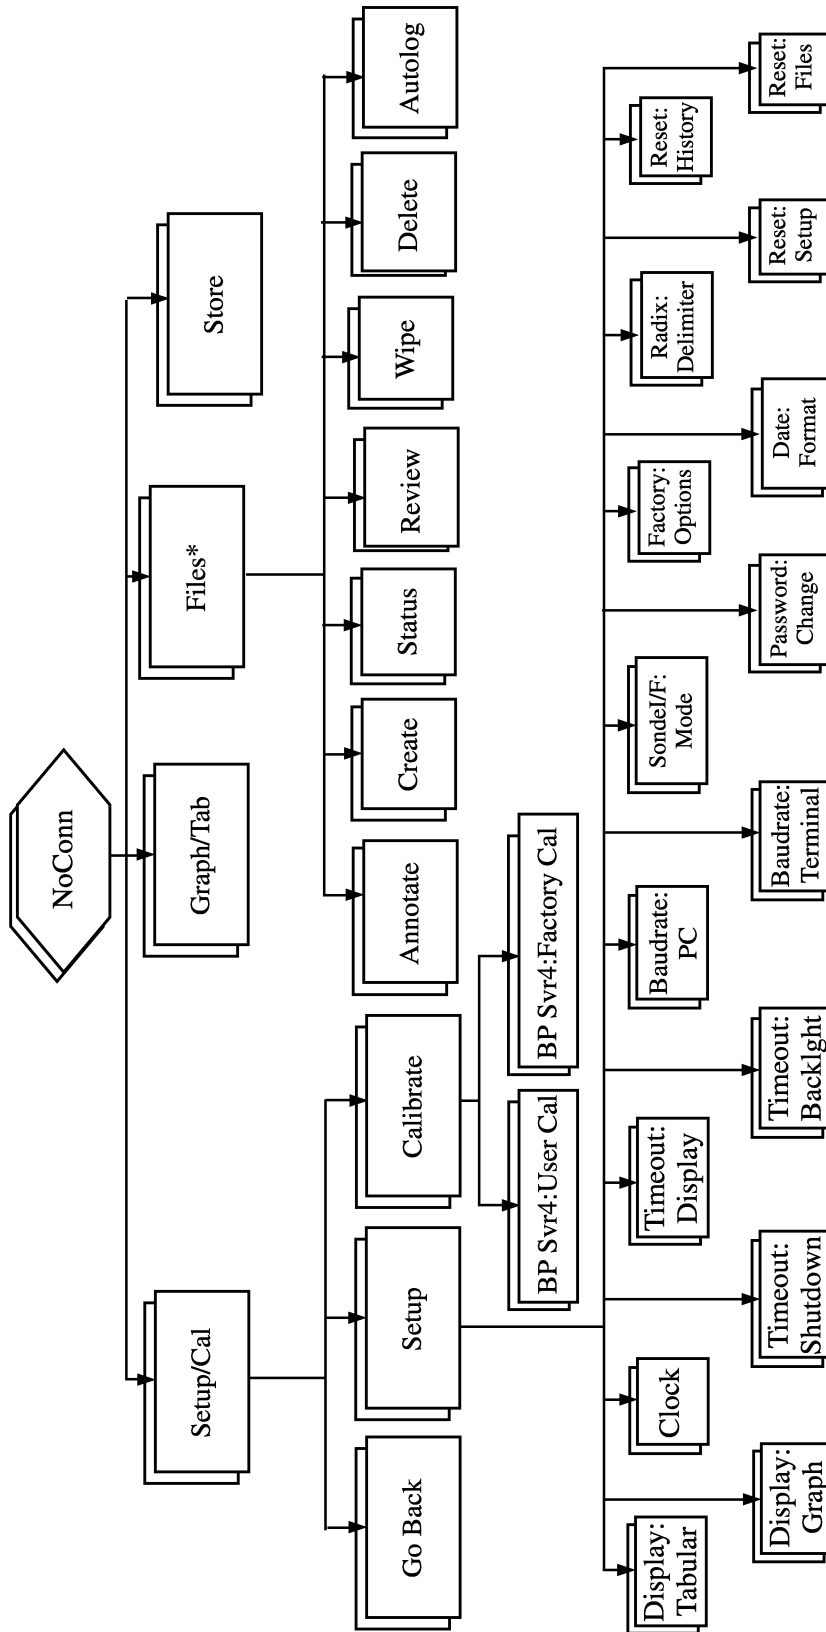 NoConn
Setup/Cal
Graph/Tab
Files*
Store
Go Back
Setup
Calibrate
Annotate
Create
Status
Review
Wipe
Delete
Autolog
BP Svr4:User Cal
BP Svr4:Factory Cal
Display:
Tabular
Clock
Timeout:
Display
Baudrate:
PC
SondeI/F:
Mode
Factory:
Options
Radix:
Delimiter
Reset:
History
Display:
Graph
Timeout:
Shutdown
Timeout:
Backlght
Baudrate:
Terminal
Password:
Change
Date:
Format
Reset:
Setup
Reset:
Files